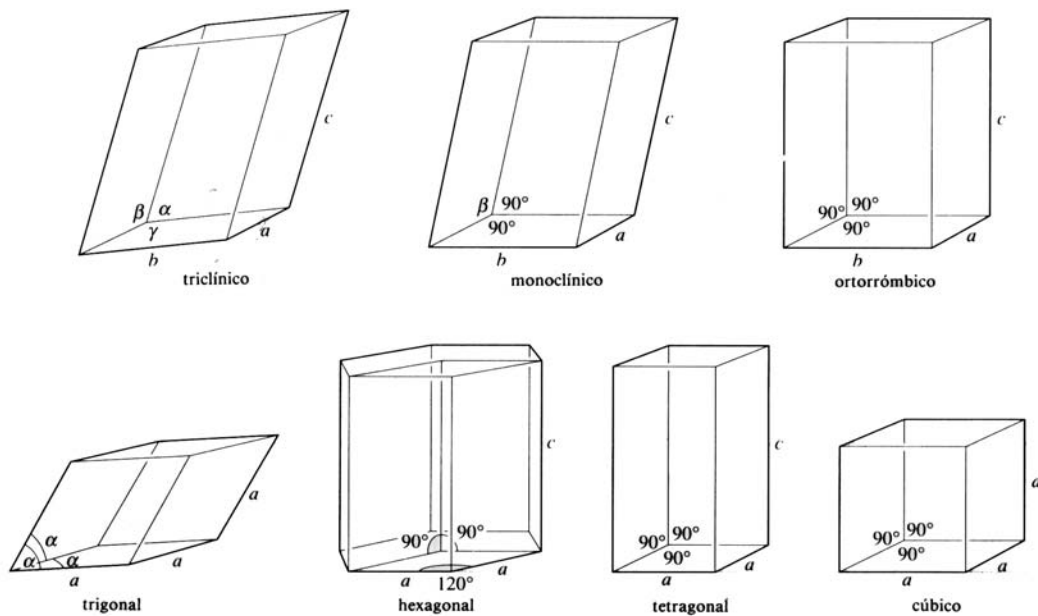 c
c
c
β α
γ
a
b
triclínico
β 90°
90°
a
b
monoclínico
90° 90°
90°
a
b
ortorrómbico
α
α α
a
a
a
trigonal
90° 90°
c
a
120°
a
hexagonal
90° 90°
90°
c
a
a
tetragonal
90° 90°
90°
a
a
a
cúbico